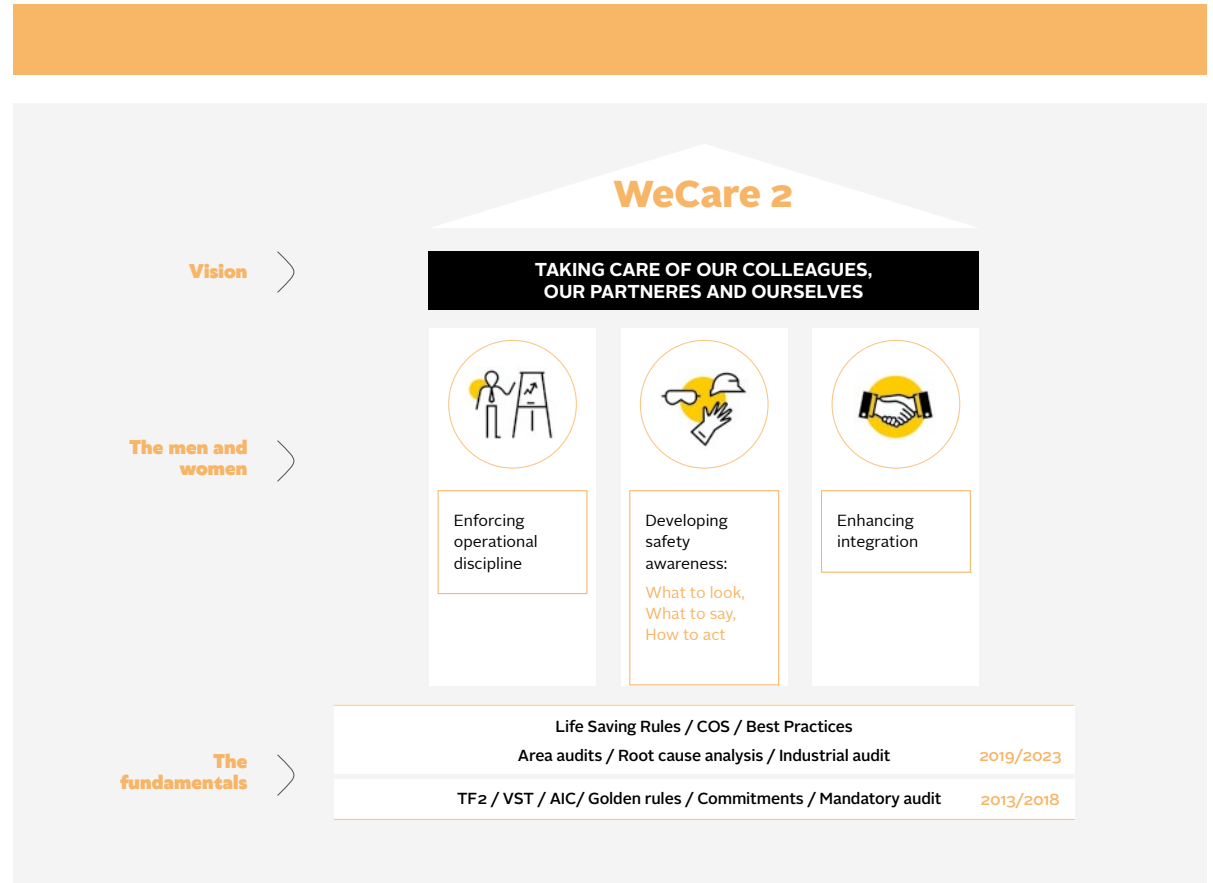 WeCare 2
Vision
TAKING CARE OF OUR COLLEAGUES,
OUR PARTNERES AND OURSELVES
The men and
women
Enforcing
operational
discipline
Developing
safety
awareness:
What to look,
What to say,
How to act
Enhancing
integration
The
fundamentals
Life Saving Rules / COS / Best Practices
Area audits / Root cause analysis / Industrial audit 2019/2023
TF2 / VST / AIC/ Golden rules / Commitments / Mandatory audit 2013/2018